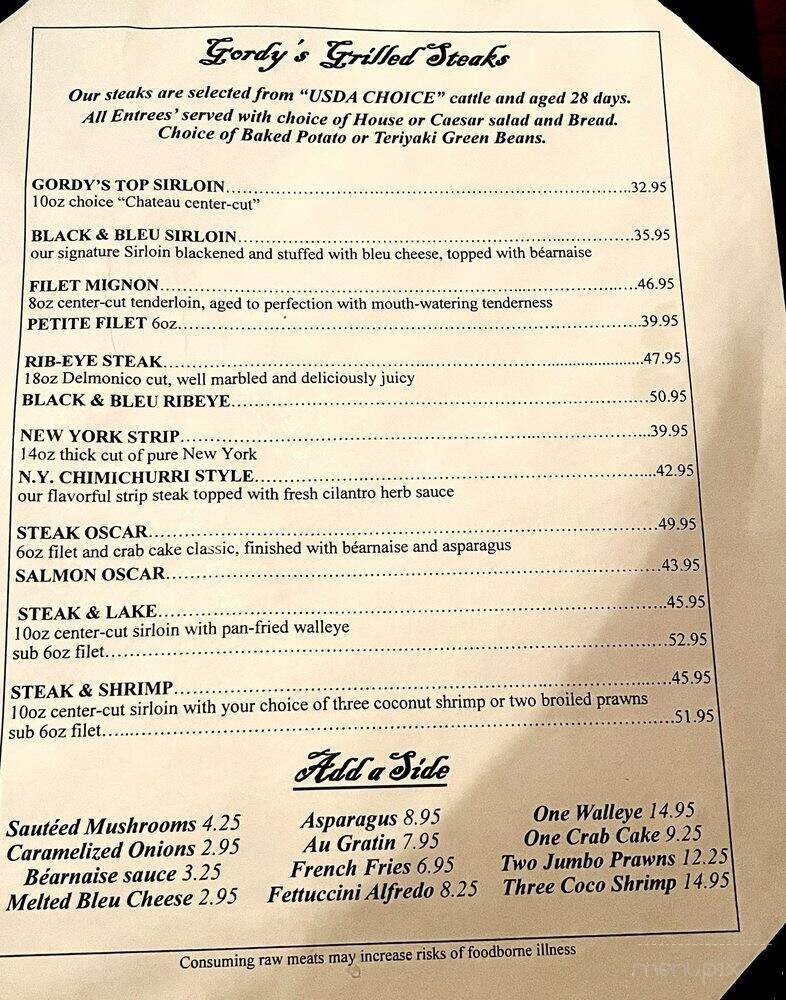 Gordy's Grilled Steaks
Our steaks are selected from “USDA CHOICE” cattle and aged 28 days.
All Entrees' served with choice of House or Caesar salad and Bread.
Choice of Baked Potato or Teriyaki Green Beans.
GORDY'S TOP SIRLOIN...32.95
10oz choice “Chateau center-cut”
BLACK & BLEU SIRLOIN...35.95
our signature Sirloin blackened and stuffed with bleu cheese, topped with béarnaise
FILET MIGNON...46.95
8oz center-cut tenderloin, aged to perfection with mouth-watering tenderness
PETITE FILET 6oz...39.95
RIB-EYE STEAK...47.95
18oz Delmonico cut, well marbled and deliciously juicy
BLACK & BLEU RIBEYE...50.95
NEW YORK STRIP...39.95
14oz thick cut of pure New York
N.Y. CHIMICHURRI STYLE...42.95
our flavorful strip steak topped with fresh cilantro herb sauce
STEAK OSCAR...49.95
6oz filet and crab cake classic, finished with béarnaise and asparagus
SALMON OSCAR...43.95
STEAK & LAKE...45.95
10oz center-cut sirloin with pan-fried walleye
sub 6oz filet...52.95
STEAK & SHRIMP...45.95
10oz center-cut sirloin with your choice of three coconut shrimp or two broiled prawns
sub 6oz filet...51.95
Add a Side
Sautéed Mushrooms 4.25
Caramelized Onions 2.95
Béarnaise sauce 3.25
Melted Bleu Cheese 2.95
Asparagus 8.95
Au Gratin 7.95
French Fries 6.95
Fettuccini Alfredo 8.25
One Walleye 14.95
One Crab Cake 9.25
Two Jumbo Prawns 12.25
Three Coco Shrimp 14.95
Consuming raw meats may increase risks of foodborne illness
menupix